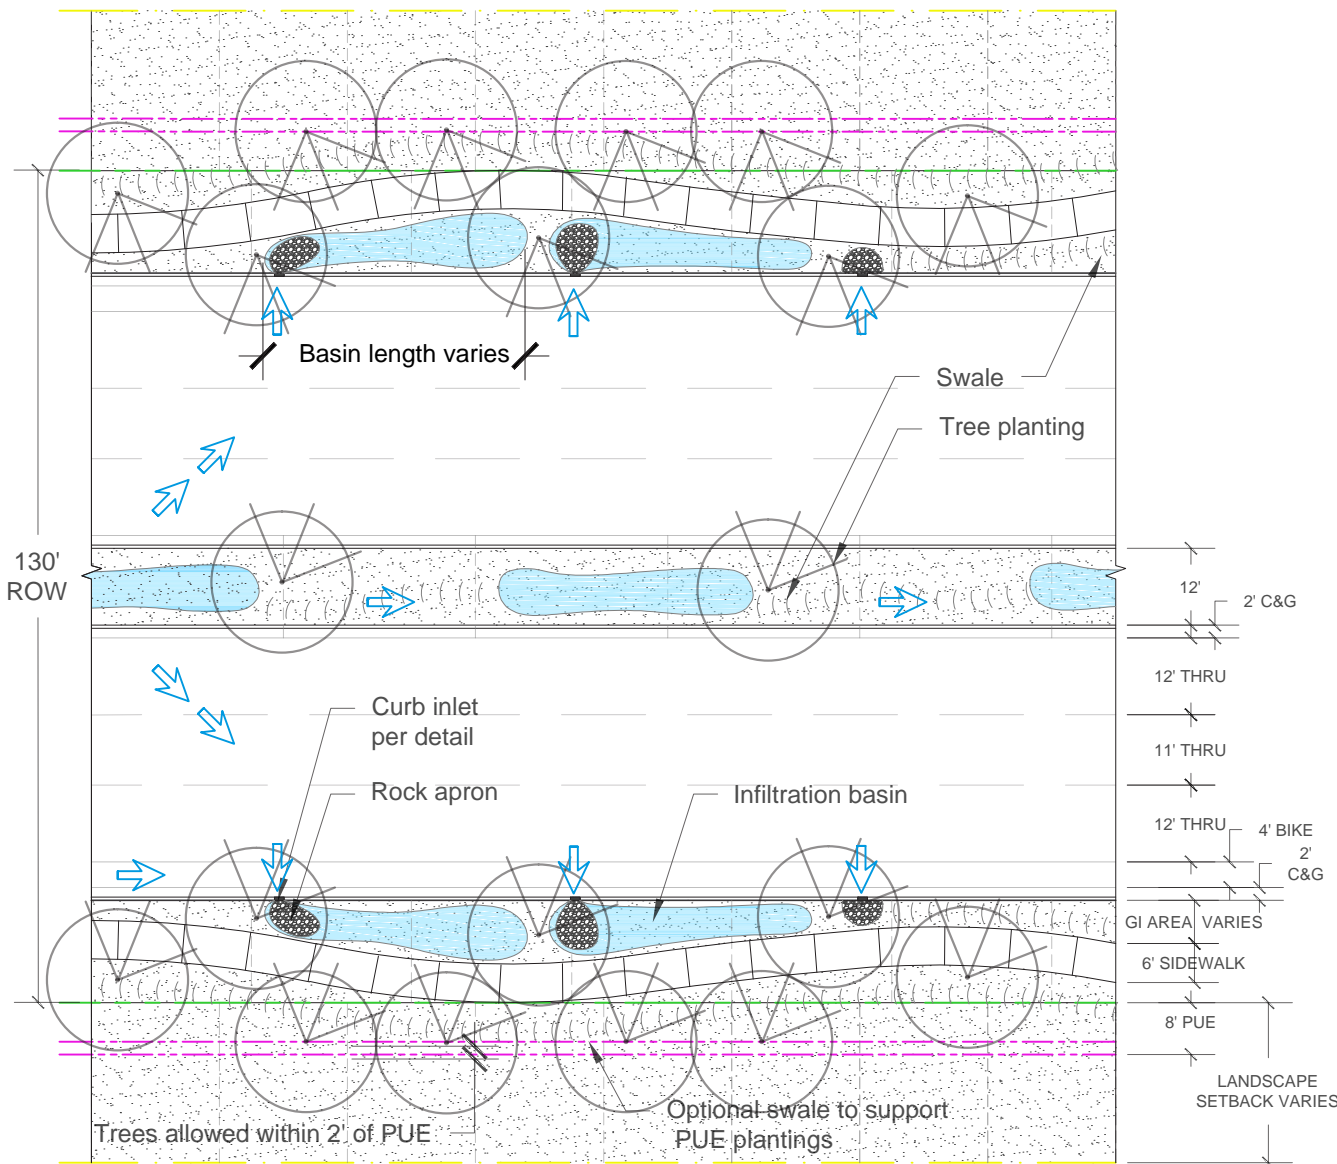 Basin length varies
Swale
Tree planting
130'
ROW
12'
2' C&G
12' THRU
Curb inlet
per detail
11' THRU
Rock apron
Infiltration basin
12' THRU
4' BIKE
2'
C&G
GI AREA VARIES
6' SIDEWALK
8' PUE
LANDSCAPE
SETBACK VARIES
Optional swale to support
PUE plantings
Trees allowed within 2' of PUE